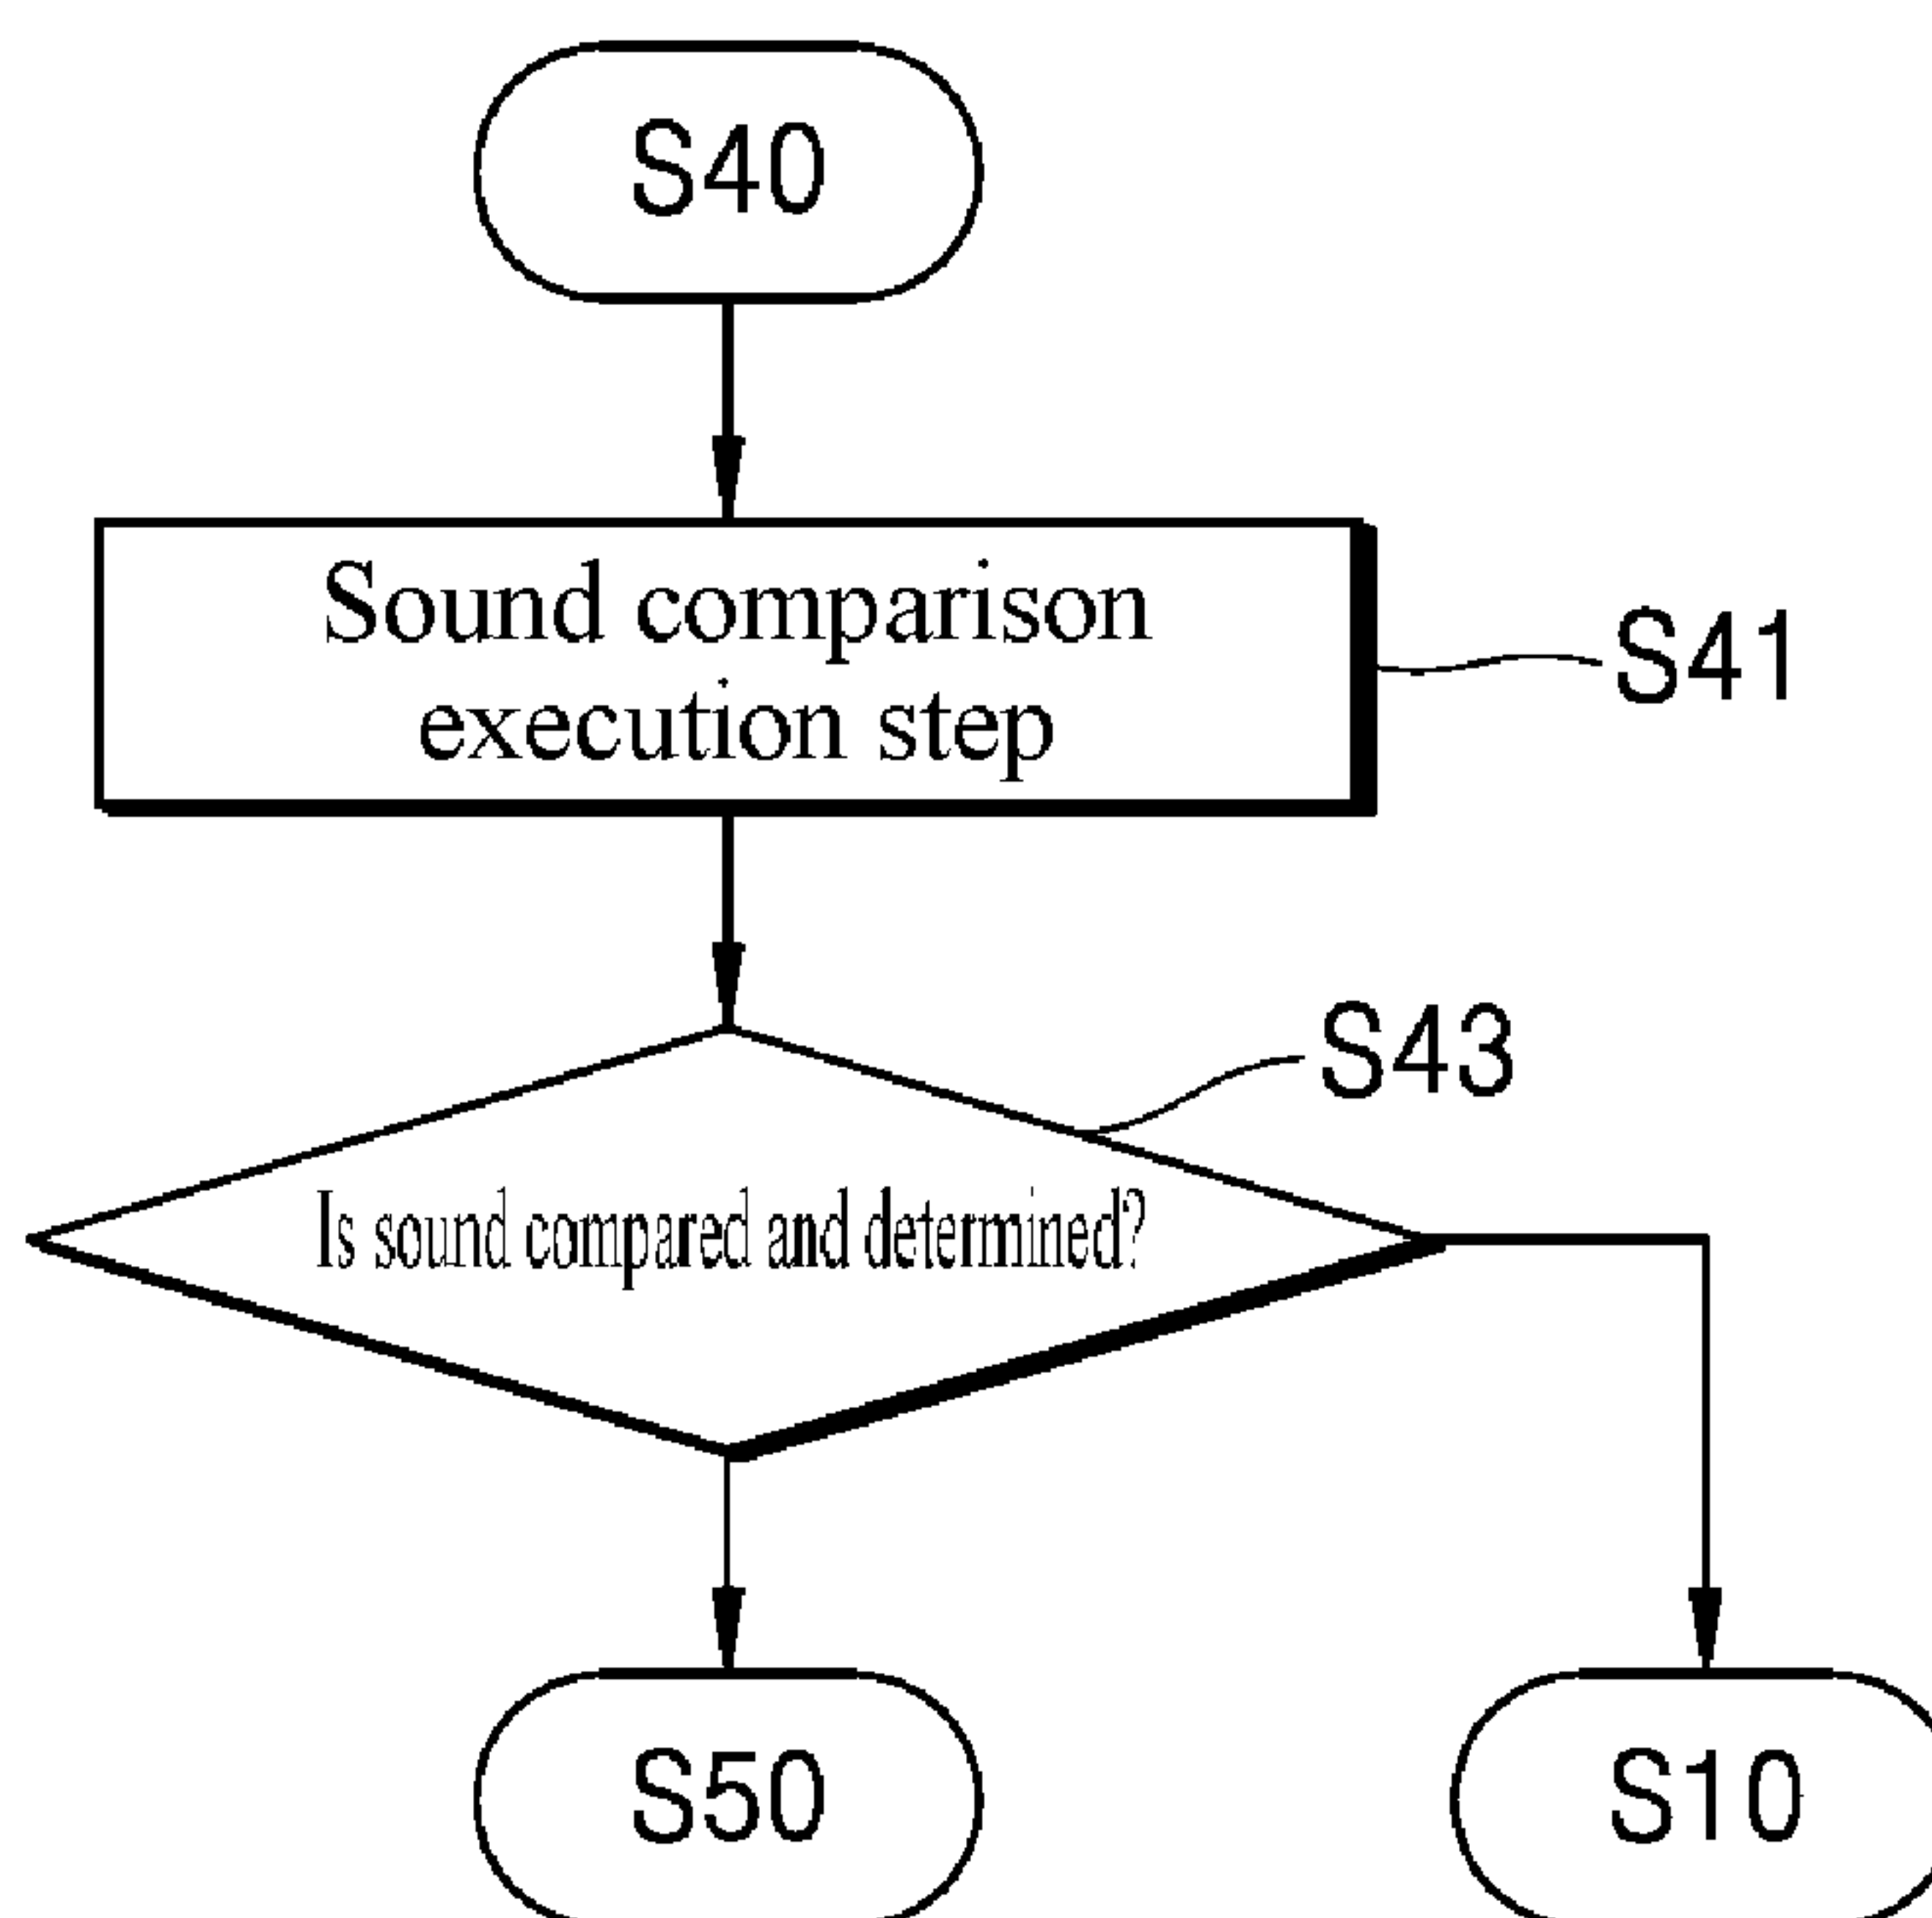 S40
Sound comparison
execution step
S41
S43
Is sound compared and determined?
S50
S10